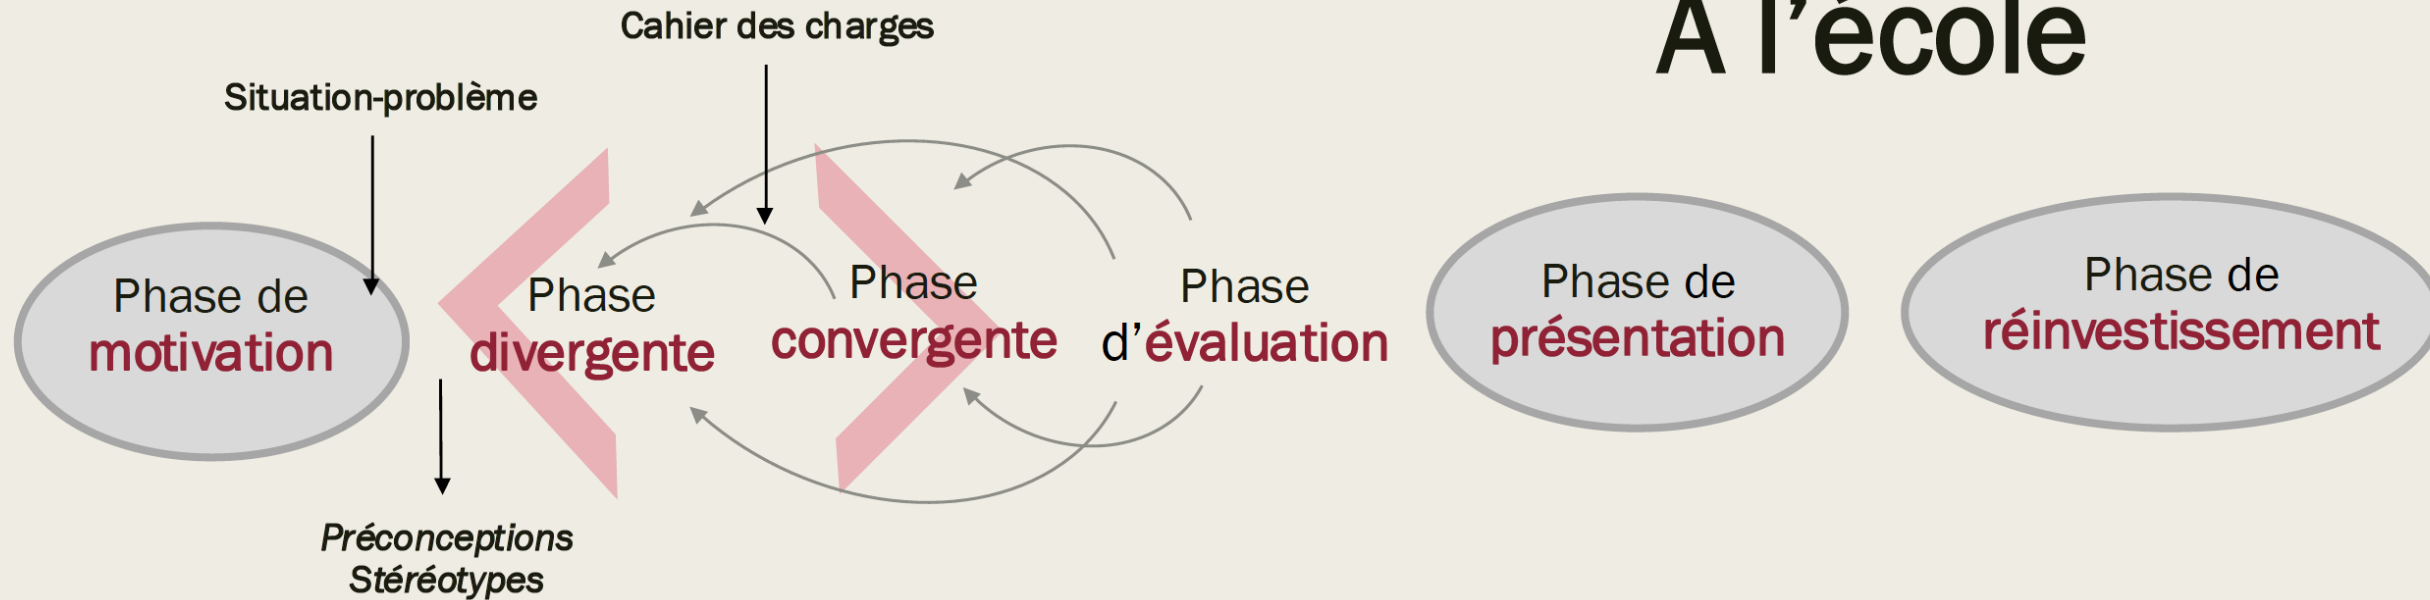 A l'école
Cahier des charges
Situation-problème
Phase de
motivation
Phase
divergente
Phase
convergente
Phase
d'évaluation
Phase de
présentation
Phase de
réinvestissement
Préconceptions
Stéréotypes